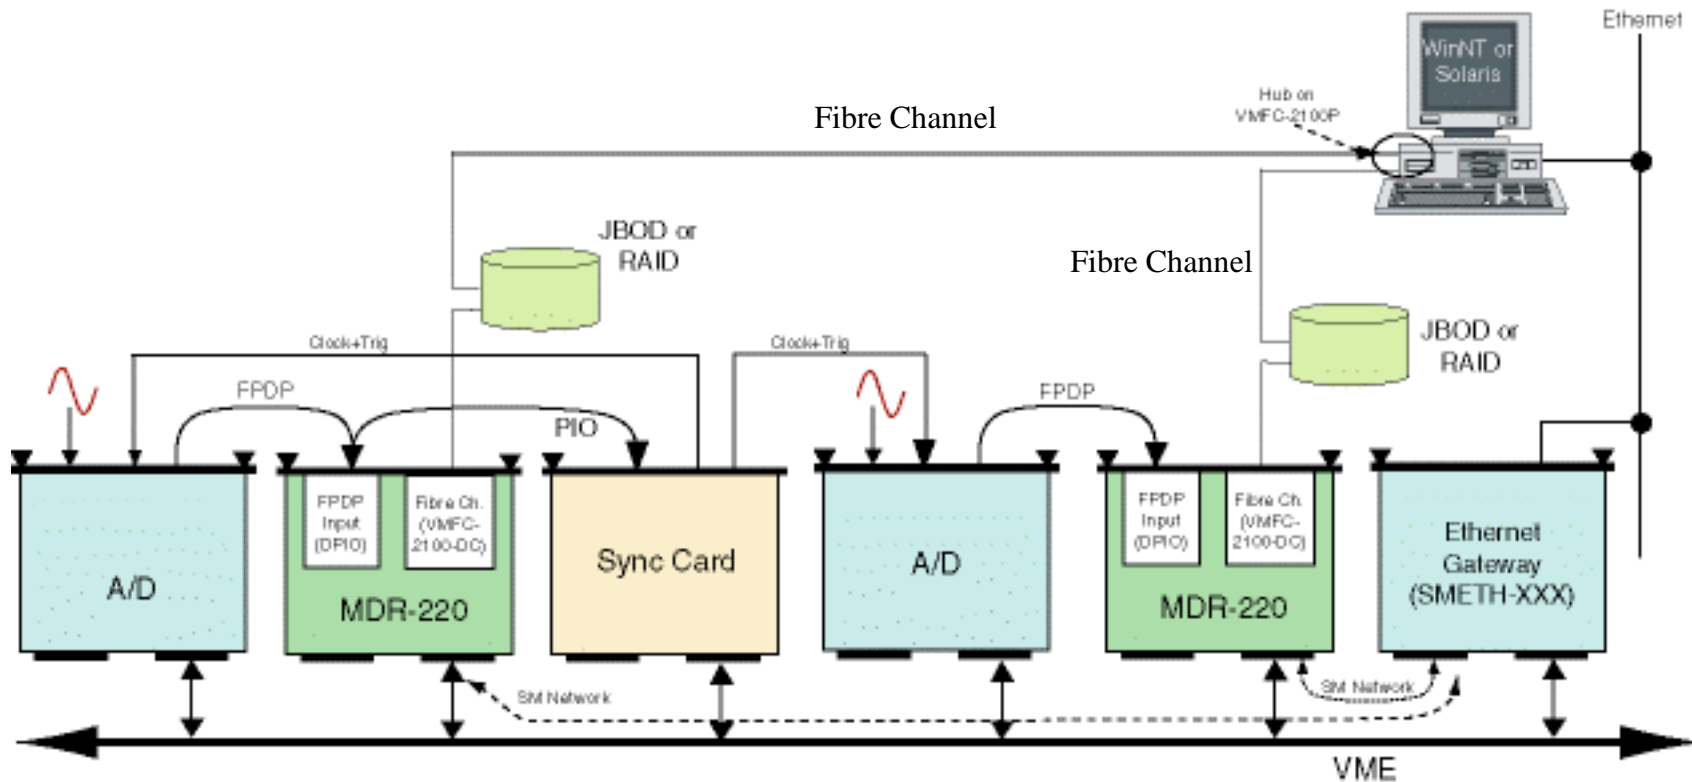 Ethernet
WinNT or
Solaris
Hub on
VMFC-2100P
Fibre Channel
JBOD or
RAID
Fibre Channel
JBOD or
RAID
Clock+Trig
Clock+Trig
FPDP
PIO
FPDP
A/D
FPDP
Input
(DPIO)
Fibre Ch.
(VMFC-
2100-DC)
MDR-220
Sync Card
A/D
FPDP
Input
(DPIO)
Fibre Ch.
(VMFC-
2100-DC)
MDR-220
Ethernet
Gateway
(SMETH-XXX)
SM Network
SM Network
VME